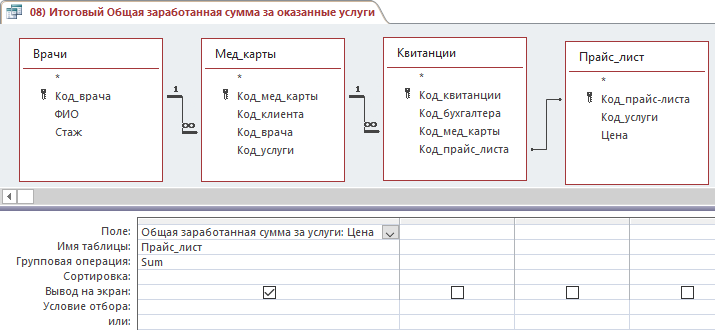 08) Итоговый Общая заработанная сумма за оказанные услуги
Врачи
*
Код_врача
ФИО
Стаж
1
∞
Мед_карты
*
Код_мед_карты
Код_клиента
Код_врача
Код_услуги
1
∞
Квитанции
*
Код_квитанции
Код_бухгалтера
Код_мед_карты
Код_прайс_листа
Прайс_лист
*
Код_прайс-листа
Код_услуги
Цена
Поле: Общая заработанная сумма за услуги: Цена
Имя таблицы: Прайс_лист
Групповая операция: Sum
Сортировка:
Вывод на экран:
Условие отбора:
или: